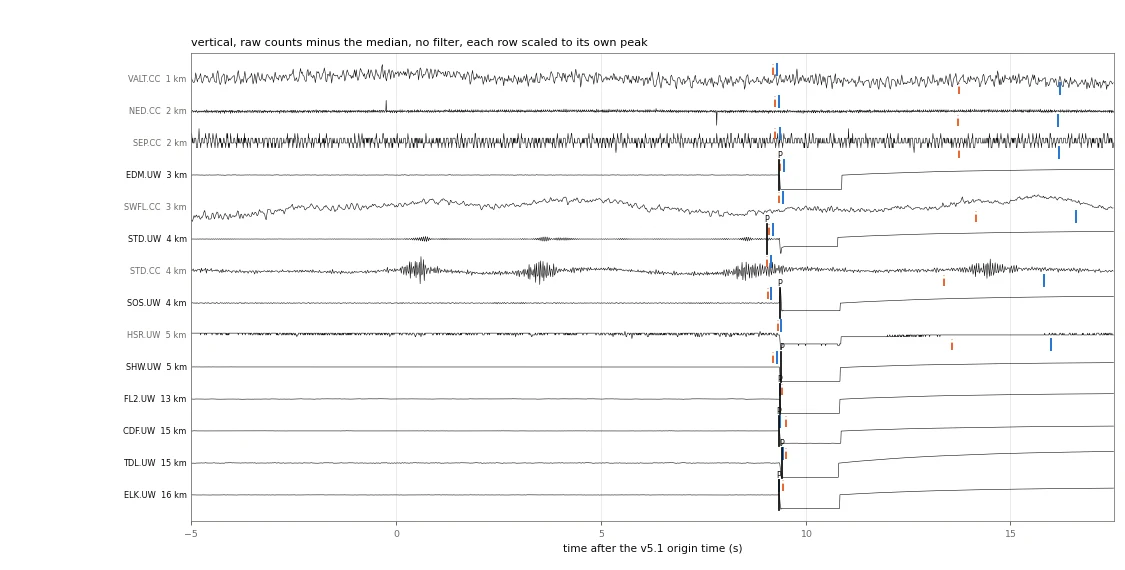 vertical, raw counts minus the median, no filter, each row scaled to its own peak
VALT.CC 1 km
NED.CC 2 km
SEP.CC 2 km
P
EDM.UW 3 km
SWFL.CC 3 km
P
STD.UW 4 km
STD.CC 4 km
P
SOS.UW 4 km
HSR.UW 5 km
P
SHW.UW 5 km
P
FL2.UW 13 km
P
CDF.UW 15 km
P
TDL.UW 15 km
P
ELK.UW 16 km
−5 0 5 10 15
time after the v5.1 origin time (s)